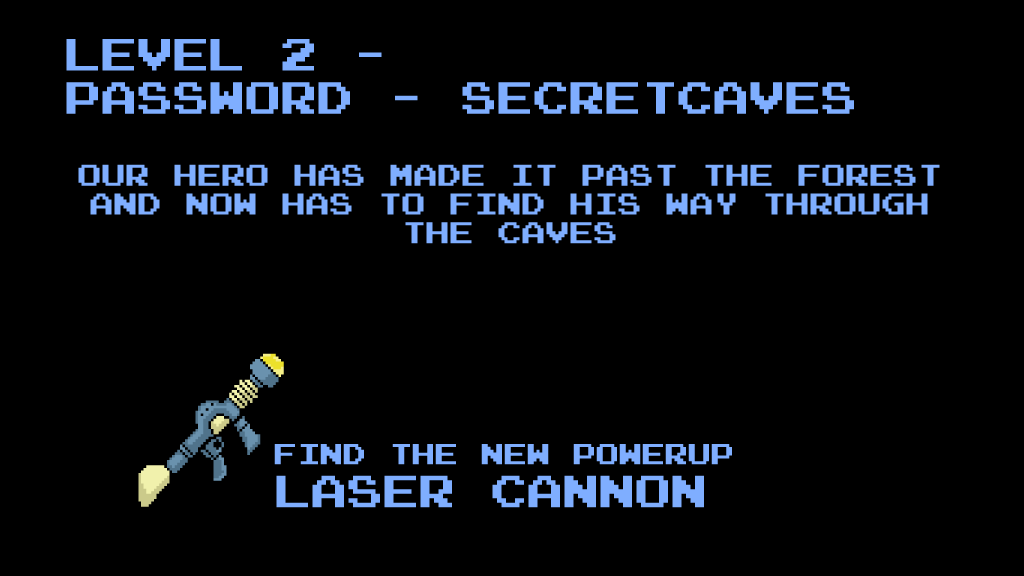 LEVEL 2 -
PASSWORD - SECRETCAVES
OUR HERO HAS MADE IT PAST THE FOREST
AND NOW HAS TO FIND HIS WAY THROUGH
THE CAVES
FIND THE NEW POWERUP
LASER CANNON